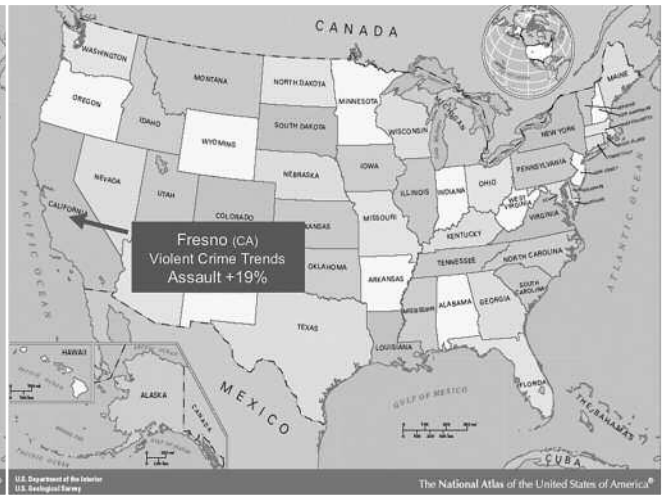 CANADA
WASHINGTON
MONTANA
NORTH DAKOTA
MINNESOTA
MAINE
OREGON
IDAHO
SOUTH DAKOTA
WISCONSIN
NEW YORK
WYOMING
IOWA
NEBRASKA
PENNSYLVANIA
NEVADA
UTAH
ILLINOIS
INDIANA
OHIO
CALIFORNIA
COLORADO
KANSAS
MISSOURI
WEST
VIRGINIA
VIRGINIA
KENTUCKY
Fresno (CA)
Violent Crime Trends
Assault +19%
OKLAHOMA
ARKANSAS
TENNESSEE
NORTH CAROLINA
SOUTH
CAROLINA
ALABAMA
GEORGIA
TEXAS
LOUISIANA
FLORIDA
PACIFIC OCEAN
ATLANTIC OCEAN
HAWAII
ALASKA
CANADA
MEXICO
GULF OF MEXICO
THE BAHAMAS
CUBA
U.S. Department of the Interior
U.S. Geological Survey
The National Atlas of the United States of America®